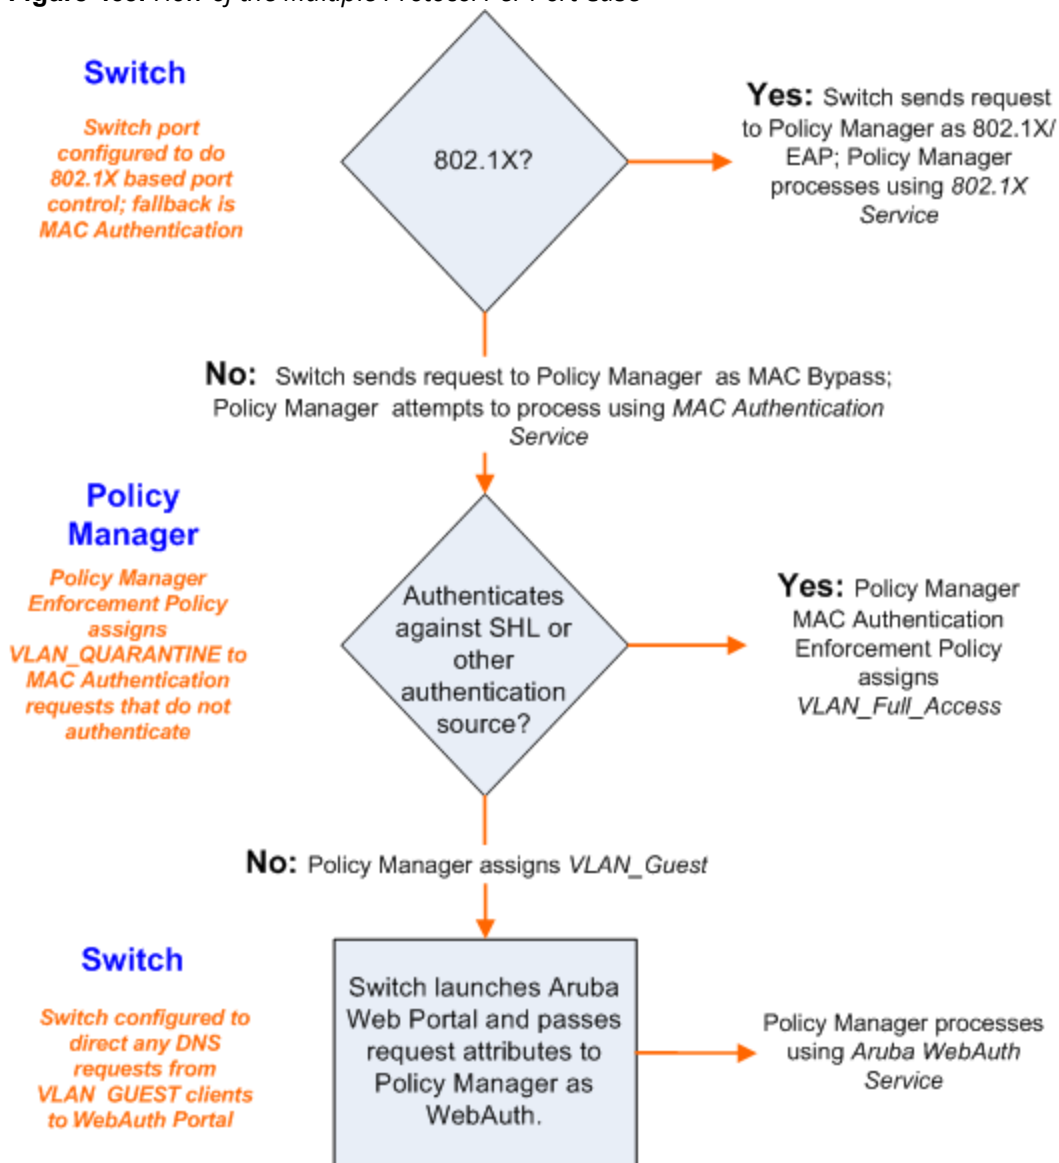 Switch
Switch port
configured to do
802.1X based port
control; fallback is
MAC Authentication
802.1X?
Yes: Switch sends request
to Policy Manager as 802.1X/
EAP; Policy Manager
processes using 802.1X
Service
No: Switch sends request to Policy Manager as MAC Bypass;
Policy Manager attempts to process using MAC Authentication
Service
Policy
Manager
Policy Manager
Enforcement Policy
assigns
VLAN_QUARANTINE to
MAC Authentication
requests that do not
authenticate
Authenticates
against SHL or
other
authentication
source?
Yes: Policy Manager
MAC Authentication
Enforcement Policy
assigns
VLAN_Full_Access
No: Policy Manager assigns VLAN_Guest
Switch
Switch configured to
direct any DNS
requests from
VLAN_GUEST clients
to WebAuth Portal
Switch launches Aruba
Web Portal and passes
request attributes to
Policy Manager as
WebAuth.
Policy Manager processes
using Aruba WebAuth
Service